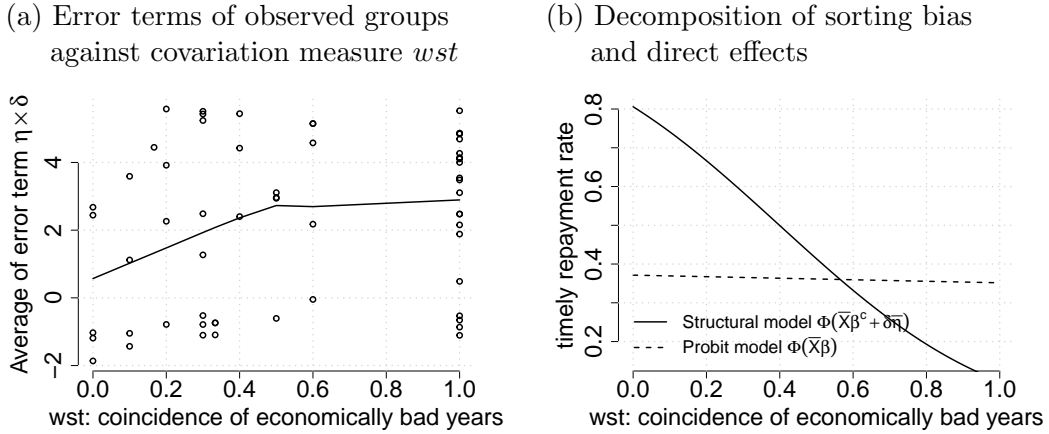 (a) Error terms of observed groups
against covariation measure wst
Average of error term η×δ
4
2
0
−2
0.0 0.2 0.4 0.6 0.8 1.0
wst: coincidence of economically bad years
(b) Decomposition of sorting bias
and direct effects
timely repayment rate
0.8
0.6
0.4
0.2
Structural model Φ(X̅βᶜ+δη̅)
Probit model Φ(X̅β)
0.0 0.2 0.4 0.6 0.8 1.0
wst: coincidence of economically bad years